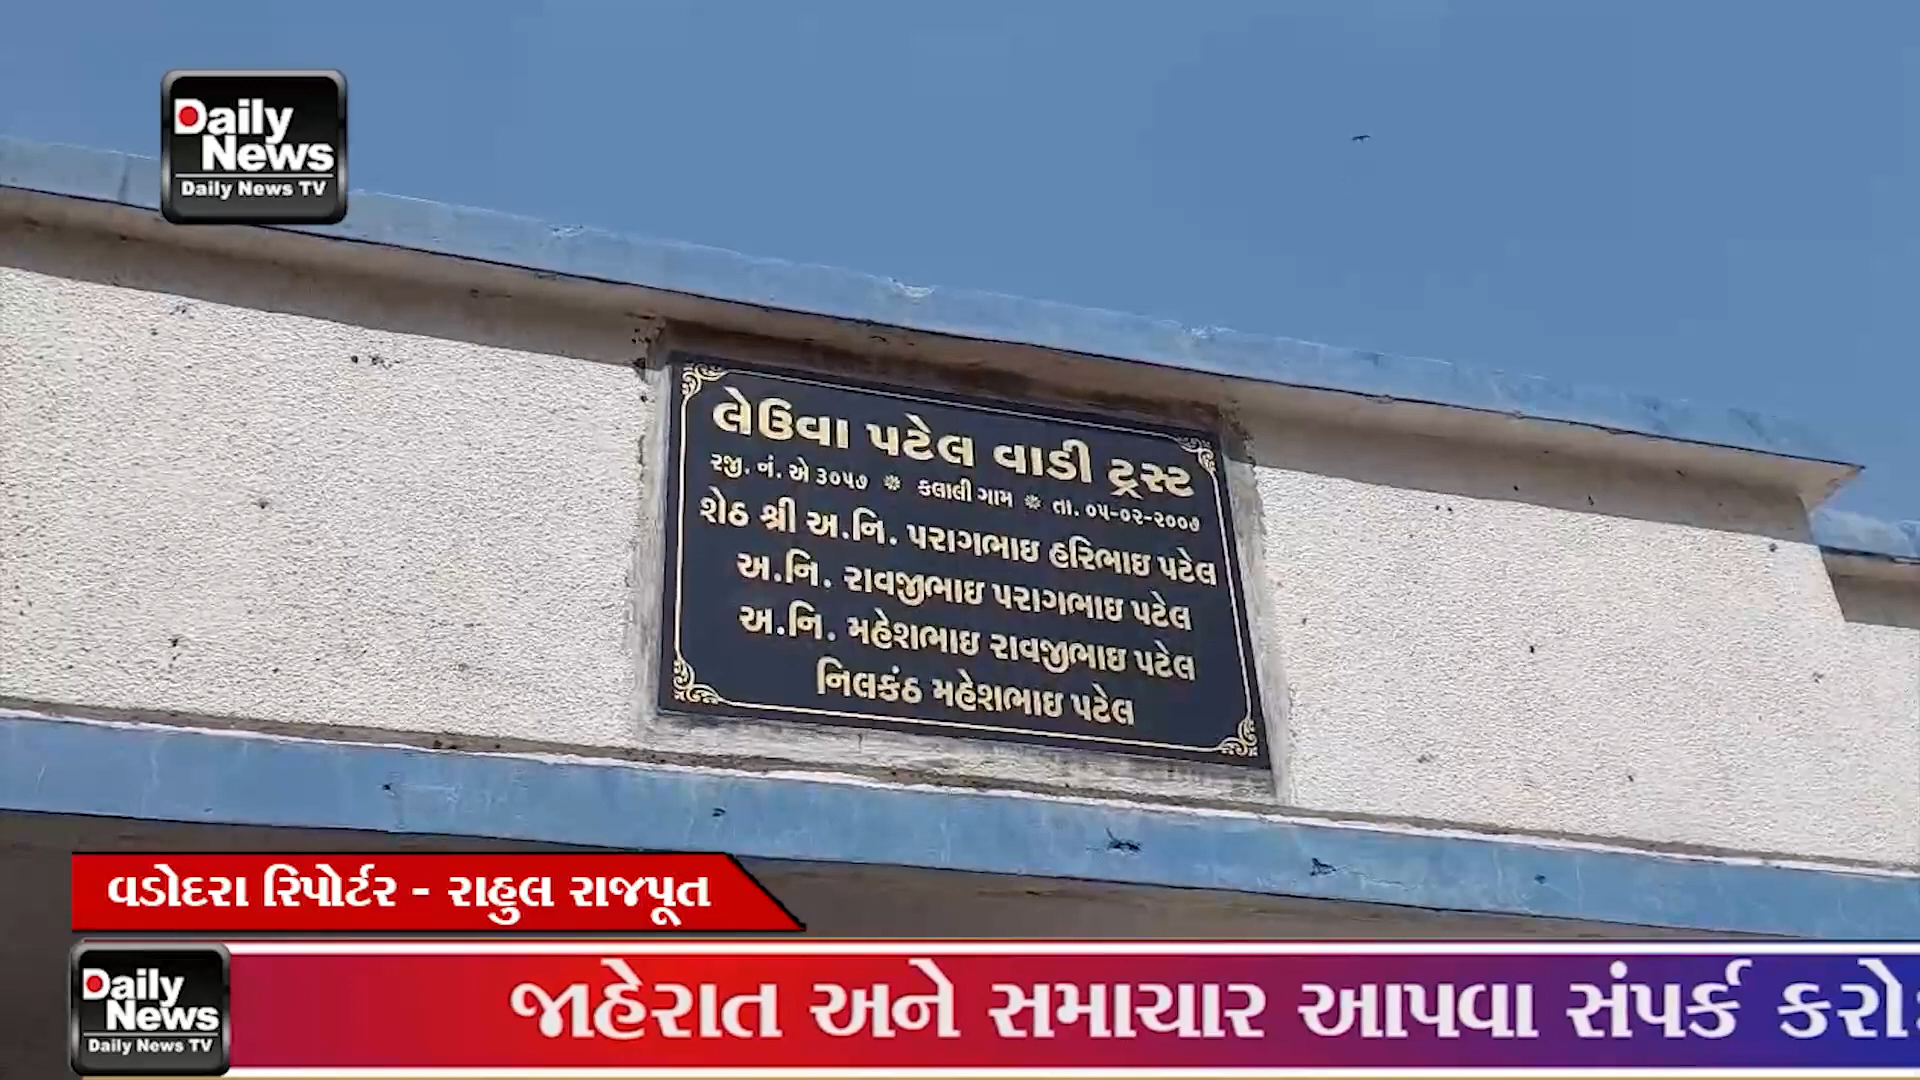 Daily
News
Daily News TV
લેઉવા પટેલ વાડી ટ્રસ્ટ
રજી. નં. એ ૩૦૫૭ * કલાલી ગામ * તા. ૦૫-૦૨-૨૦૦૭
શેઠ શ્રી અ.નિ. પરાગભાઇ હરિભાઇ પટેલ
અ.નિ. રાવજીભાઇ પરાગભાઇ પટેલ
અ.નિ. મહેશભાઇ રાવજીભાઇ પટેલ
નિલકંઠ મહેશભાઇ પટેલ
વડોદરા રિપોર્ટર - રાહુલ રાજપૂત
Daily
News
Daily News TV
જાહેરાત અને સમાચાર આપવા સંપર્ક કરો: